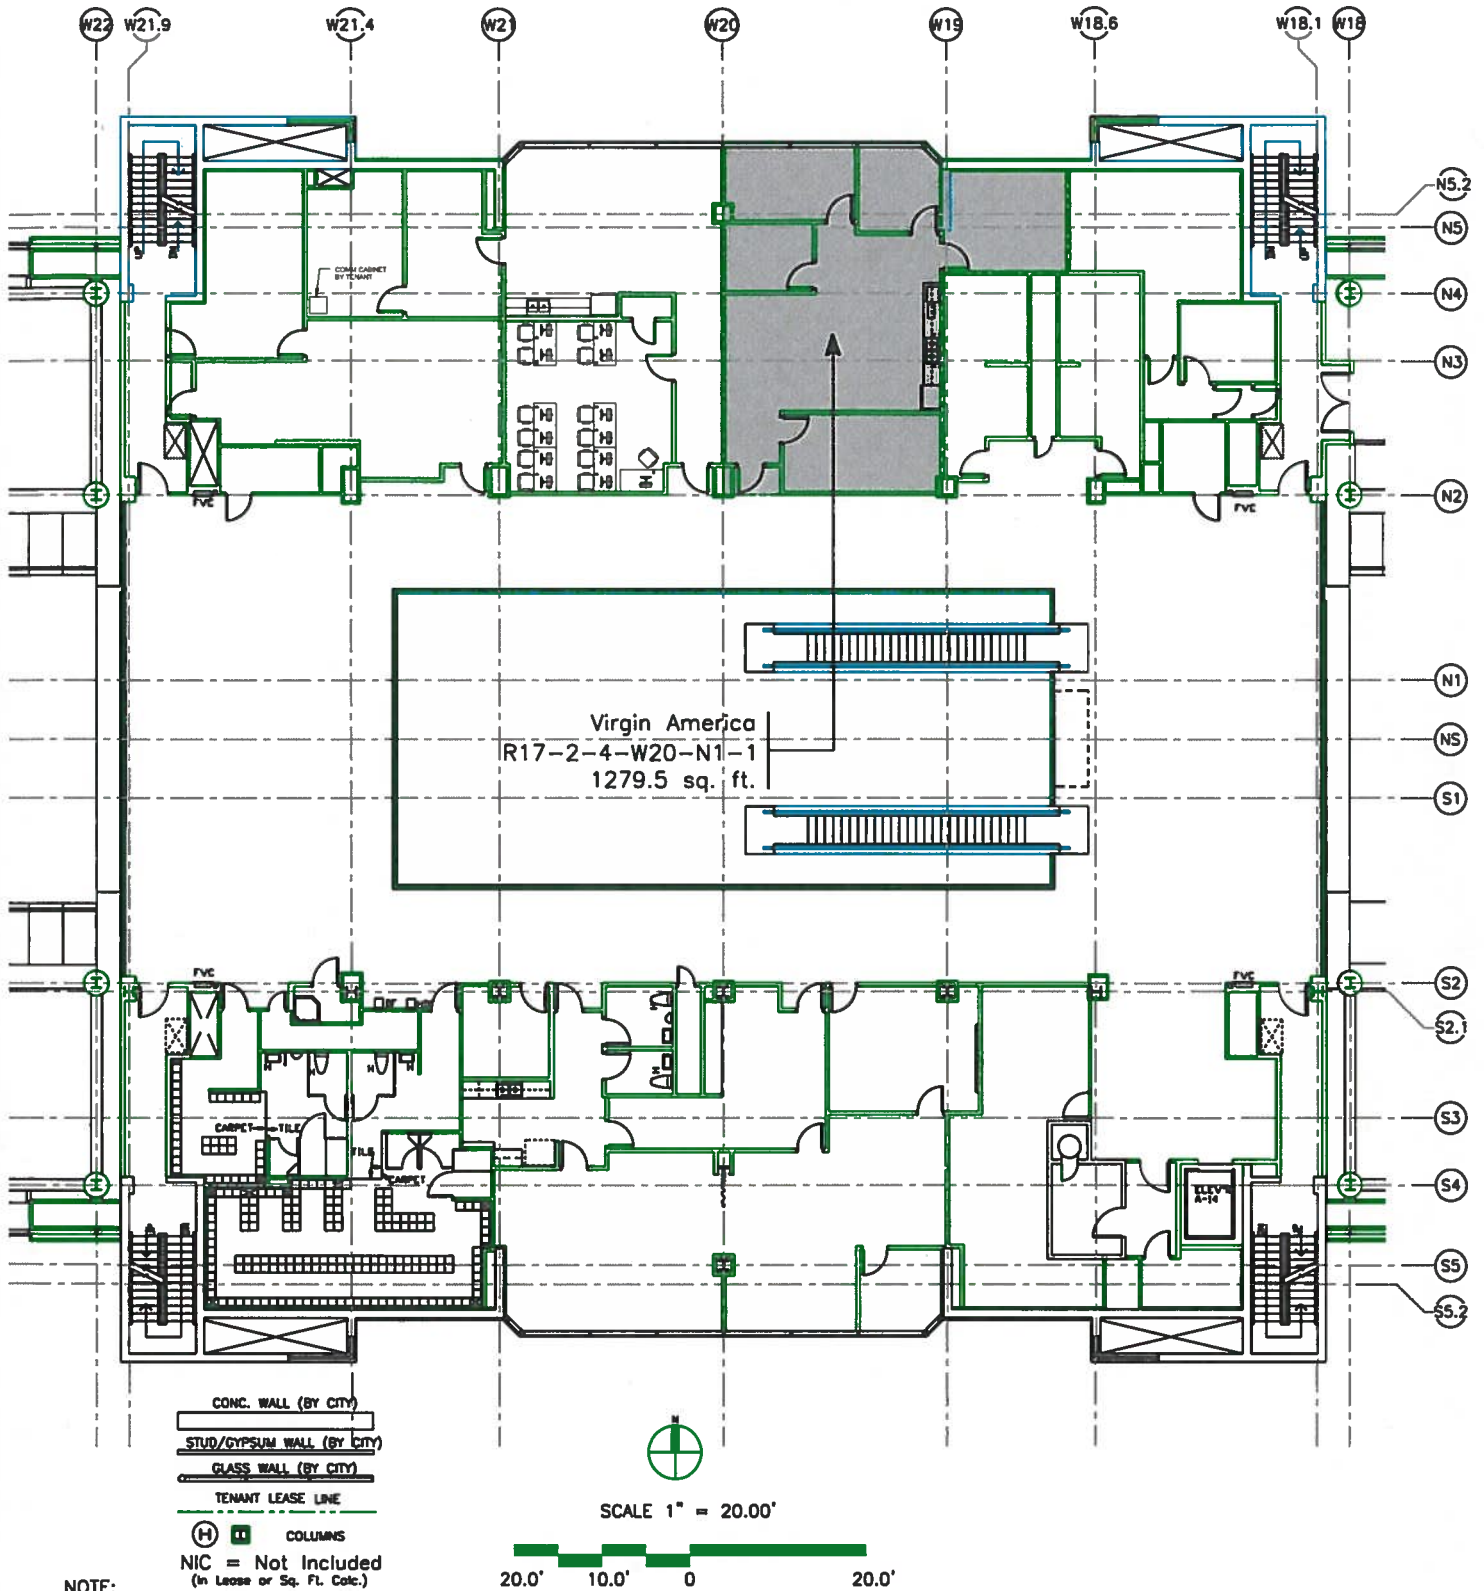 W22 W21.9 W21.4 W21 W20 W19 W18.6 W18.1 W18
N5.2
N5
COMM CABINET
BY TENANT
N4
N3
N2
FVC FVC
N1
Virgin America
R17-2-4-W20-N1-1
1279.5 sq. ft.
NS
S1
FVC FVC
S2
S2.1
H H H H
CARPET TILE
S3
TILE
CARPET
S4
ELEV
A-14
S5
S5.2
CONC. WALL (BY CITY)
STUD/GYPSUM WALL (BY CITY)
GLASS WALL (BY CITY)
TENANT LEASE LINE
H COLUMNS
NIC = Not Included
(In Lease or Sq. Ft. Calc.)
N
SCALE 1" = 20.00'
20.0' 10.0' 0 20.0'
NOTE: